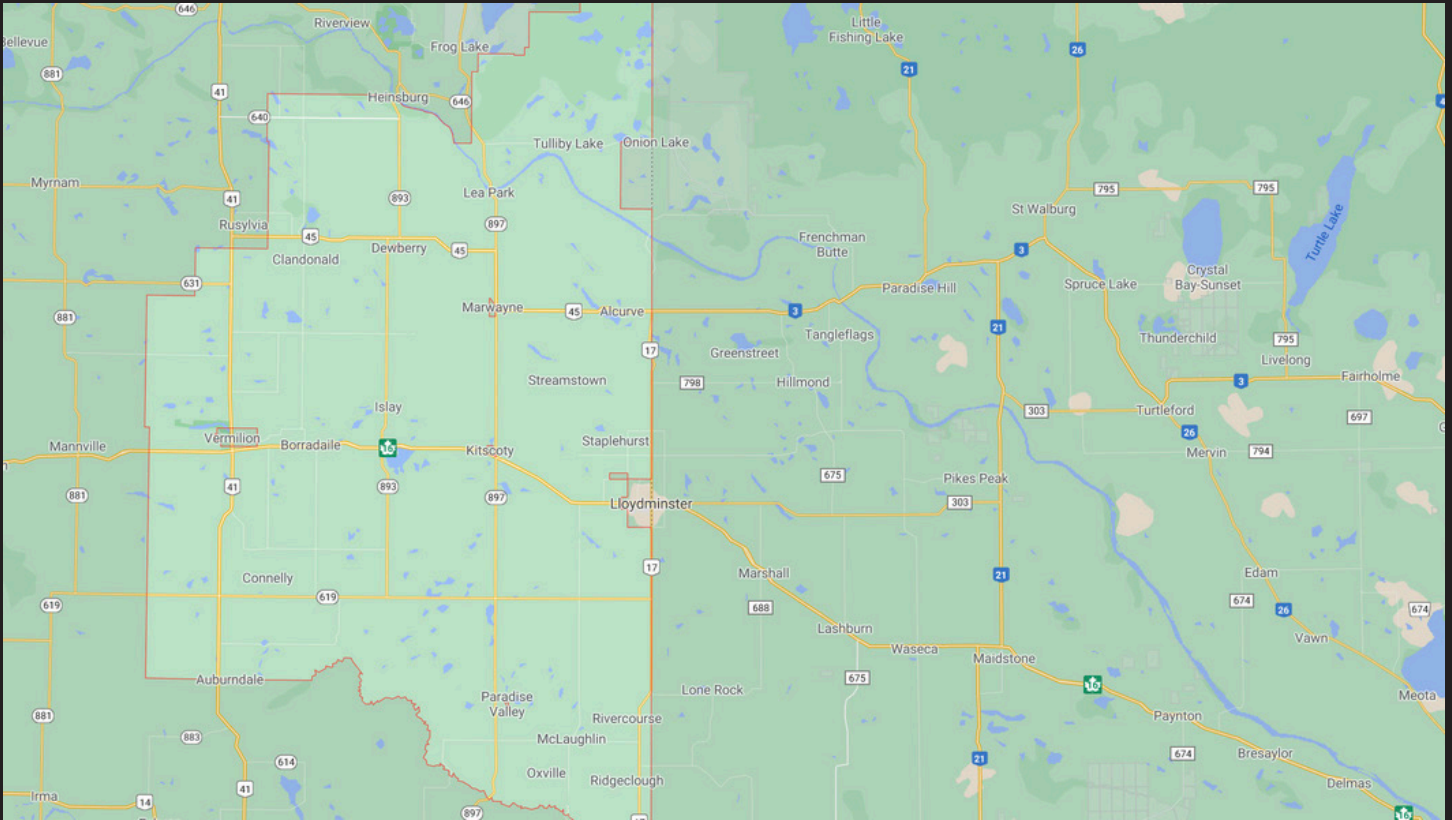 646
Riverview
Little
Fishing Lake
Bellevue
Frog Lake
26
21
881
41
Heinsburg
646
640
Tulliby Lake
Onion Lake
Myrnam
41
893
Lea Park
795
795
St Walburg
Rusylvia
897
45
Dewberry
45
Frenchman
Butte
3
Turtle Lake
Clandonald
631
Paradise Hill
Spruce Lake
Crystal
Bay-Sunset
Marwayne
45
Alcurve
3
881
21
Tangleflags
Thunderchild
795
17
Greenstreet
Livelong
Streamstown
798
Hillmond
3
Fairholme
Islay
303
Turtleford
697
Vermilion
Borradaile
16
Kitscoty
Staplehurst
26
Mannville
Mervin
794
675
Pikes Peak
881
41
893
897
Lloydminster
303
17
Marshall
21
Edam
Connelly
619
619
688
674
26
674
Lashburn
Vawn
Waseca
Maidstone
Auburndale
675
16
Lone Rock
Meota
Paradise
Valley
881
Rivercourse
Paynton
883
McLaughlin
674
Bresaylor
614
21
Oxville
Ridgeclough
Delmas
Irma
14
41
897
16